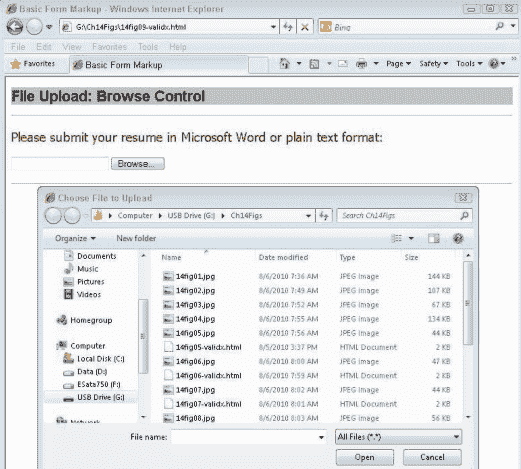 Basic Form Markup - Windows Internet Explorer
G:\Ch14Figs\14fig09-validx.html
Bing
File Edit View Favorites Tools Help
Favorites Basic Form Markup Page Safety Tools
File Upload: Browse Control
Please submit your resume in Microsoft Word or plain text format:
Browse...
Choose File to Upload
Computer USB Drive (G:) Ch14Figs Search Ch14Figs
Organize New folder
Documents
Music
Pictures
Videos
Homegroup
Computer
Local Disk (C:)
Data (D:)
ESata750 (F:)
USB Drive (G:)
Network
Name Date modified Type Size
14fig01.jpg 8/6/2010 7:36 AM JPEG Image 144 KB
14fig02.jpg 8/6/2010 7:49 AM JPEG Image 107 KB
14fig03.jpg 8/6/2010 7:52 AM JPEG Image 67 KB
14fig04.jpg 8/6/2010 7:55 AM JPEG Image 134 KB
14fig05.jpg 8/6/2010 7:56 AM JPEG Image 44 KB
14fig05-validx.html 8/5/2010 3:37 PM HTML Document 2 KB
14fig06.jpg 8/6/2010 8:00 AM JPEG Image 47 KB
14fig06-validx.html 8/6/2010 7:59 AM HTML Document 2 KB
14fig07.jpg 8/6/2010 8:02 AM JPEG Image 44 KB
14fig07-validx.html 8/6/2010 8:01 AM HTML Document 2 KB
14fig08.jpg 8/6/2010 8:03 AM JPEG Image 56 KB
File name: All Files (*.*)
Open Cancel